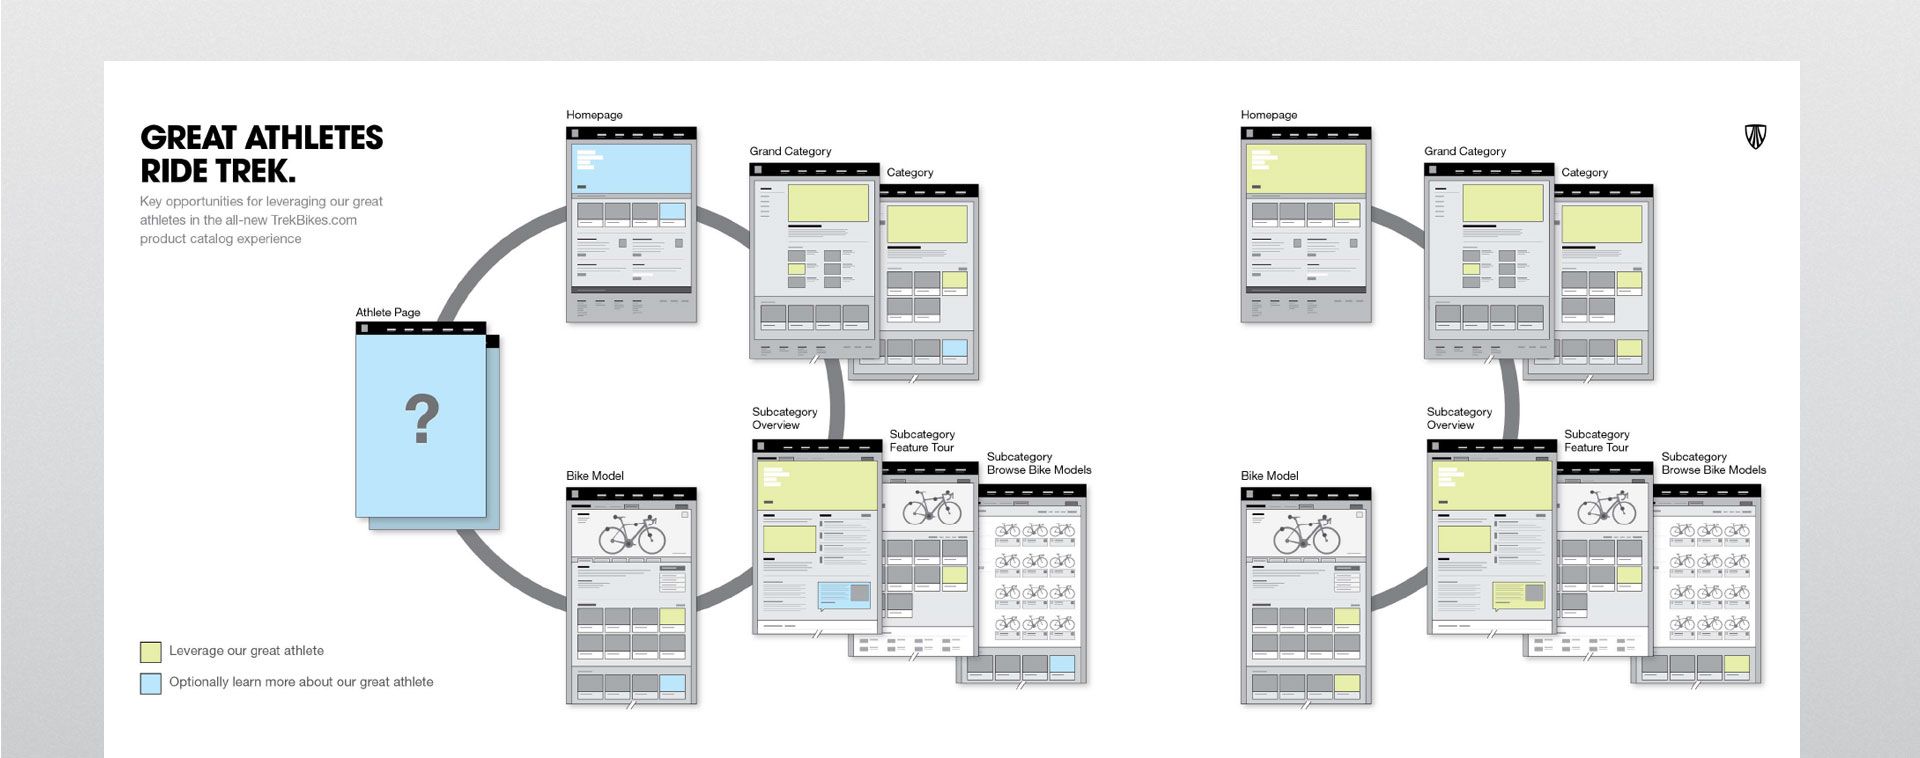 GREAT ATHLETES
RIDE TREK.
Key opportunities for leveraging our great
athletes in the all-new TrekBikes.com
product catalog experience
Athlete Page
?
Homepage
Grand Category
Category
Subcategory
Overview
Subcategory
Feature Tour
Subcategory
Browse Bike Models
Bike Model
Leverage our great athlete
Optionally learn more about our great athlete
Homepage
Grand Category
Category
Subcategory
Overview
Subcategory
Feature Tour
Subcategory
Browse Bike Models
Bike Model